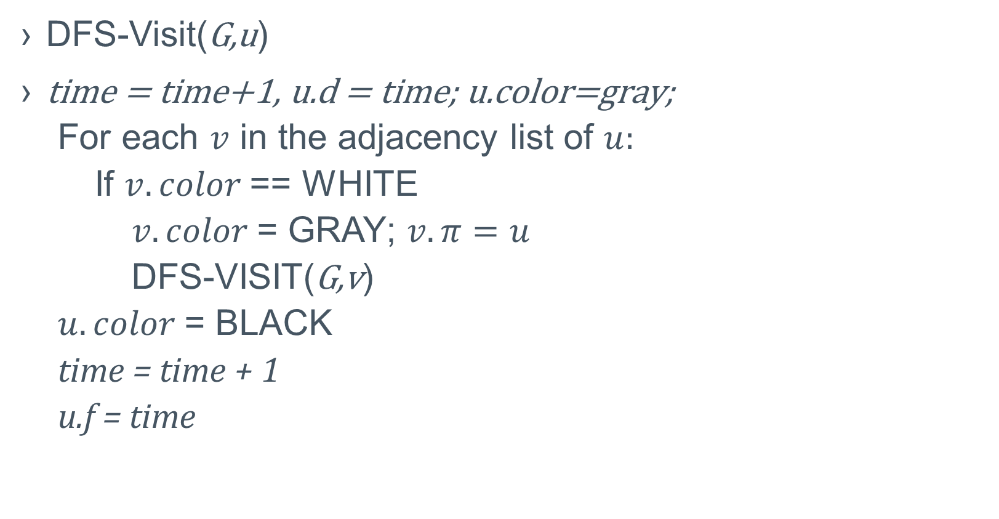 › DFS-Visit(G,u)
› time = time+1, u.d = time; u.color=gray;
For each v in the adjacency list of u:
If v.color == WHITE
v.color = GRAY; v.π = u
DFS-VISIT(G,v)
u.color = BLACK
time = time + 1
u.f = time